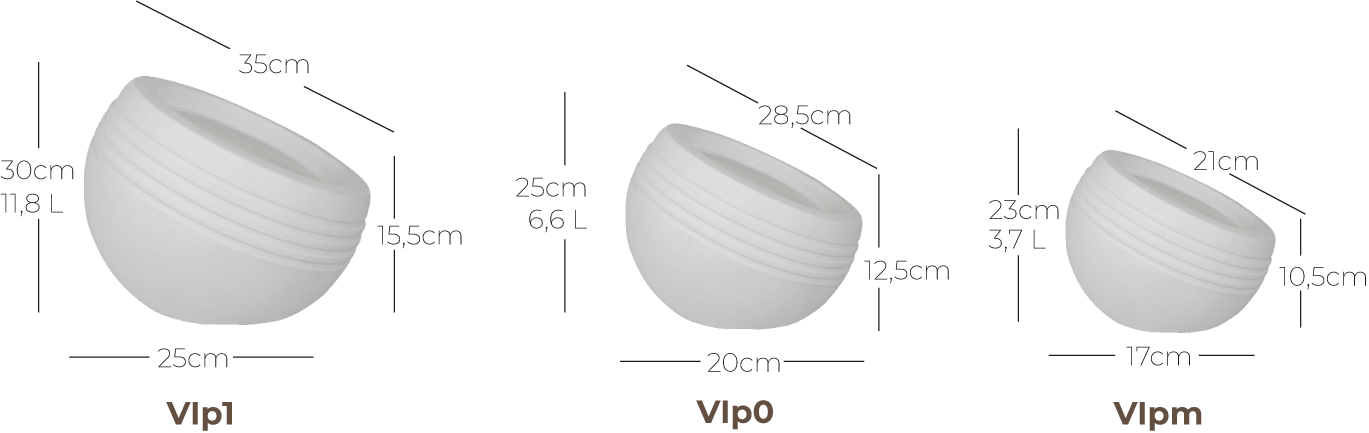 35cm
30cm
11,8 L
15,5cm
25cm
Vlp1
28,5cm
25cm
6,6 L
12,5cm
20cm
Vlp0
21cm
23cm
3,7 L
10,5cm
17cm
Vlpm